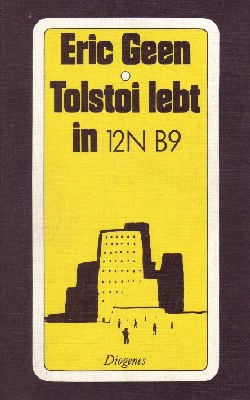 Eric Geen
Tolstoi lebt
in 12N B9
Diogenes